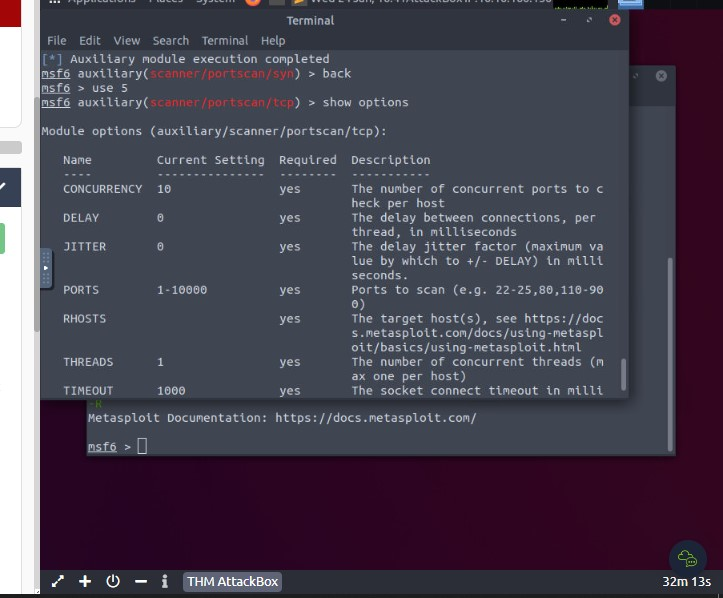 Applications Places System
Terminal
File Edit View Search Terminal Help
[*] Auxiliary module execution completed
msf6 auxiliary(scanner/portscan/syn) > back
msf6 > use 5
msf6 auxiliary(scanner/portscan/tcp) > show options
Module options (auxiliary/scanner/portscan/tcp):
Name Current Setting Required Description
---- --------------- -------- -----------
CONCURRENCY 10 yes The number of concurrent ports to c
heck per host
DELAY 0 yes The delay between connections, per
thread, in milliseconds
JITTER 0 yes The delay jitter factor (maximum va
lue by which to +/- DELAY) in milli
seconds.
PORTS 1-10000 yes Ports to scan (e.g. 22-25,80,110-90
0)
RHOSTS yes The target host(s), see https://doc
s.metasploit.com/docs/using-metaspl
oit/basics/using-metasploit.html
THREADS 1 yes The number of concurrent threads (m
ax one per host)
TIMEOUT 1000 yes The socket connect timeout in milli
Metasploit Documentation: https://docs.metasploit.com/
msf6 >
THM AttackBox
32m 13s